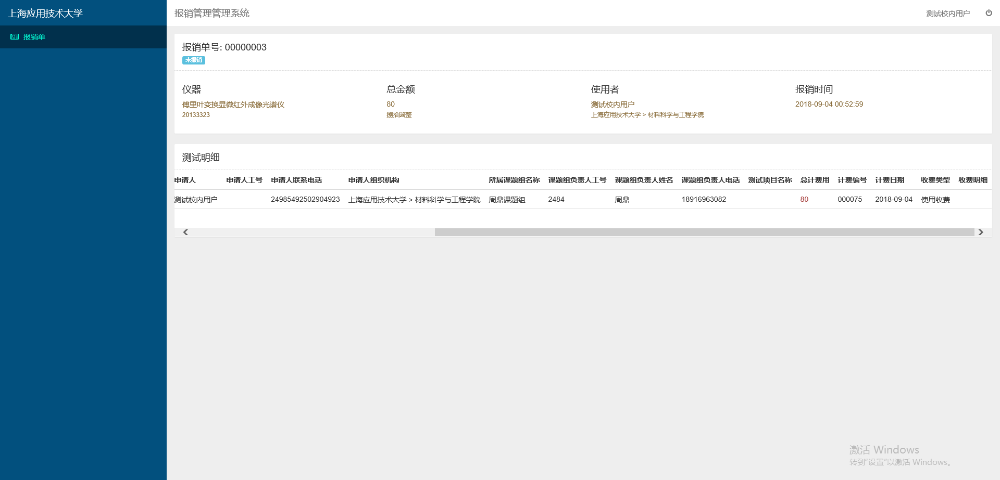 上海应用技术大学
报销管理管理系统
测试校内用户
报销单
报销单号: 00000003
未报销
仪器 总金额 使用者 报销时间
傅里叶变换显微红外成像光谱仪 80 测试校内用户 2018-09-04 00:52:59
20133323 捌拾圆整 上海应用技术大学 > 材料科学与工程学院
测试明细
申请人 申请人工号 申请人联系电话 申请人组织机构 所属课题组名称 课题组负责人工号 课题组负责人姓名 课题组负责人电话 测试项目名称 总计费用 计费编号 计费日期 收费类型 收费明细
测试校内用户 24985492502904923 上海应用技术大学 > 材料科学与工程学院 周鼎课题组 2484 周鼎 18916963082 80 000075 2018-09-04 使用收费
激活 Windows
转到"设置"以激活 Windows。